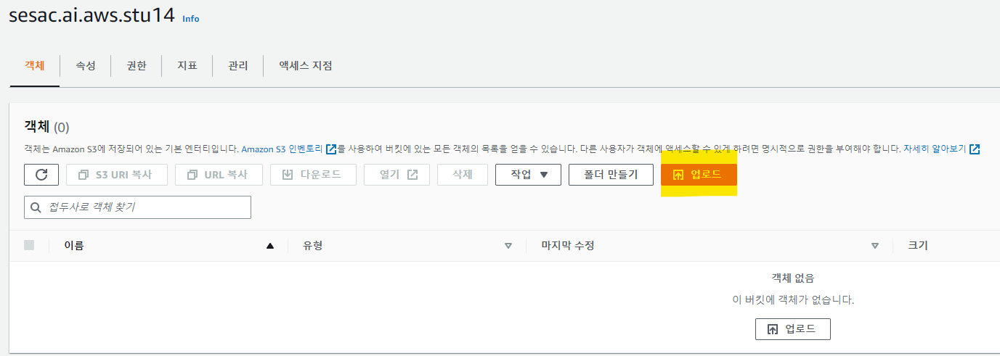 sesac.ai.aws.stu14 Info
객체 속성 권한 지표 관리 액세스 지점
객체 (0)
객체는 Amazon S3에 저장되어 있는 기본 엔터티입니다. Amazon S3 인벤토리를 사용하여 버킷에 있는 모든 객체의 목록을 얻을 수 있습니다. 다른 사용자가 객체에 액세스할 수 있게 하려면 명시적으로 권한을 부여해야 합니다. 자세히 알아보기
S3 URI 복사 URL 복사 다운로드 열기 삭제 작업 폴더 만들기 업로드
접두사로 객체 찾기
이름 유형 마지막 수정 크기
객체 없음
이 버킷에 객체가 없습니다.
업로드